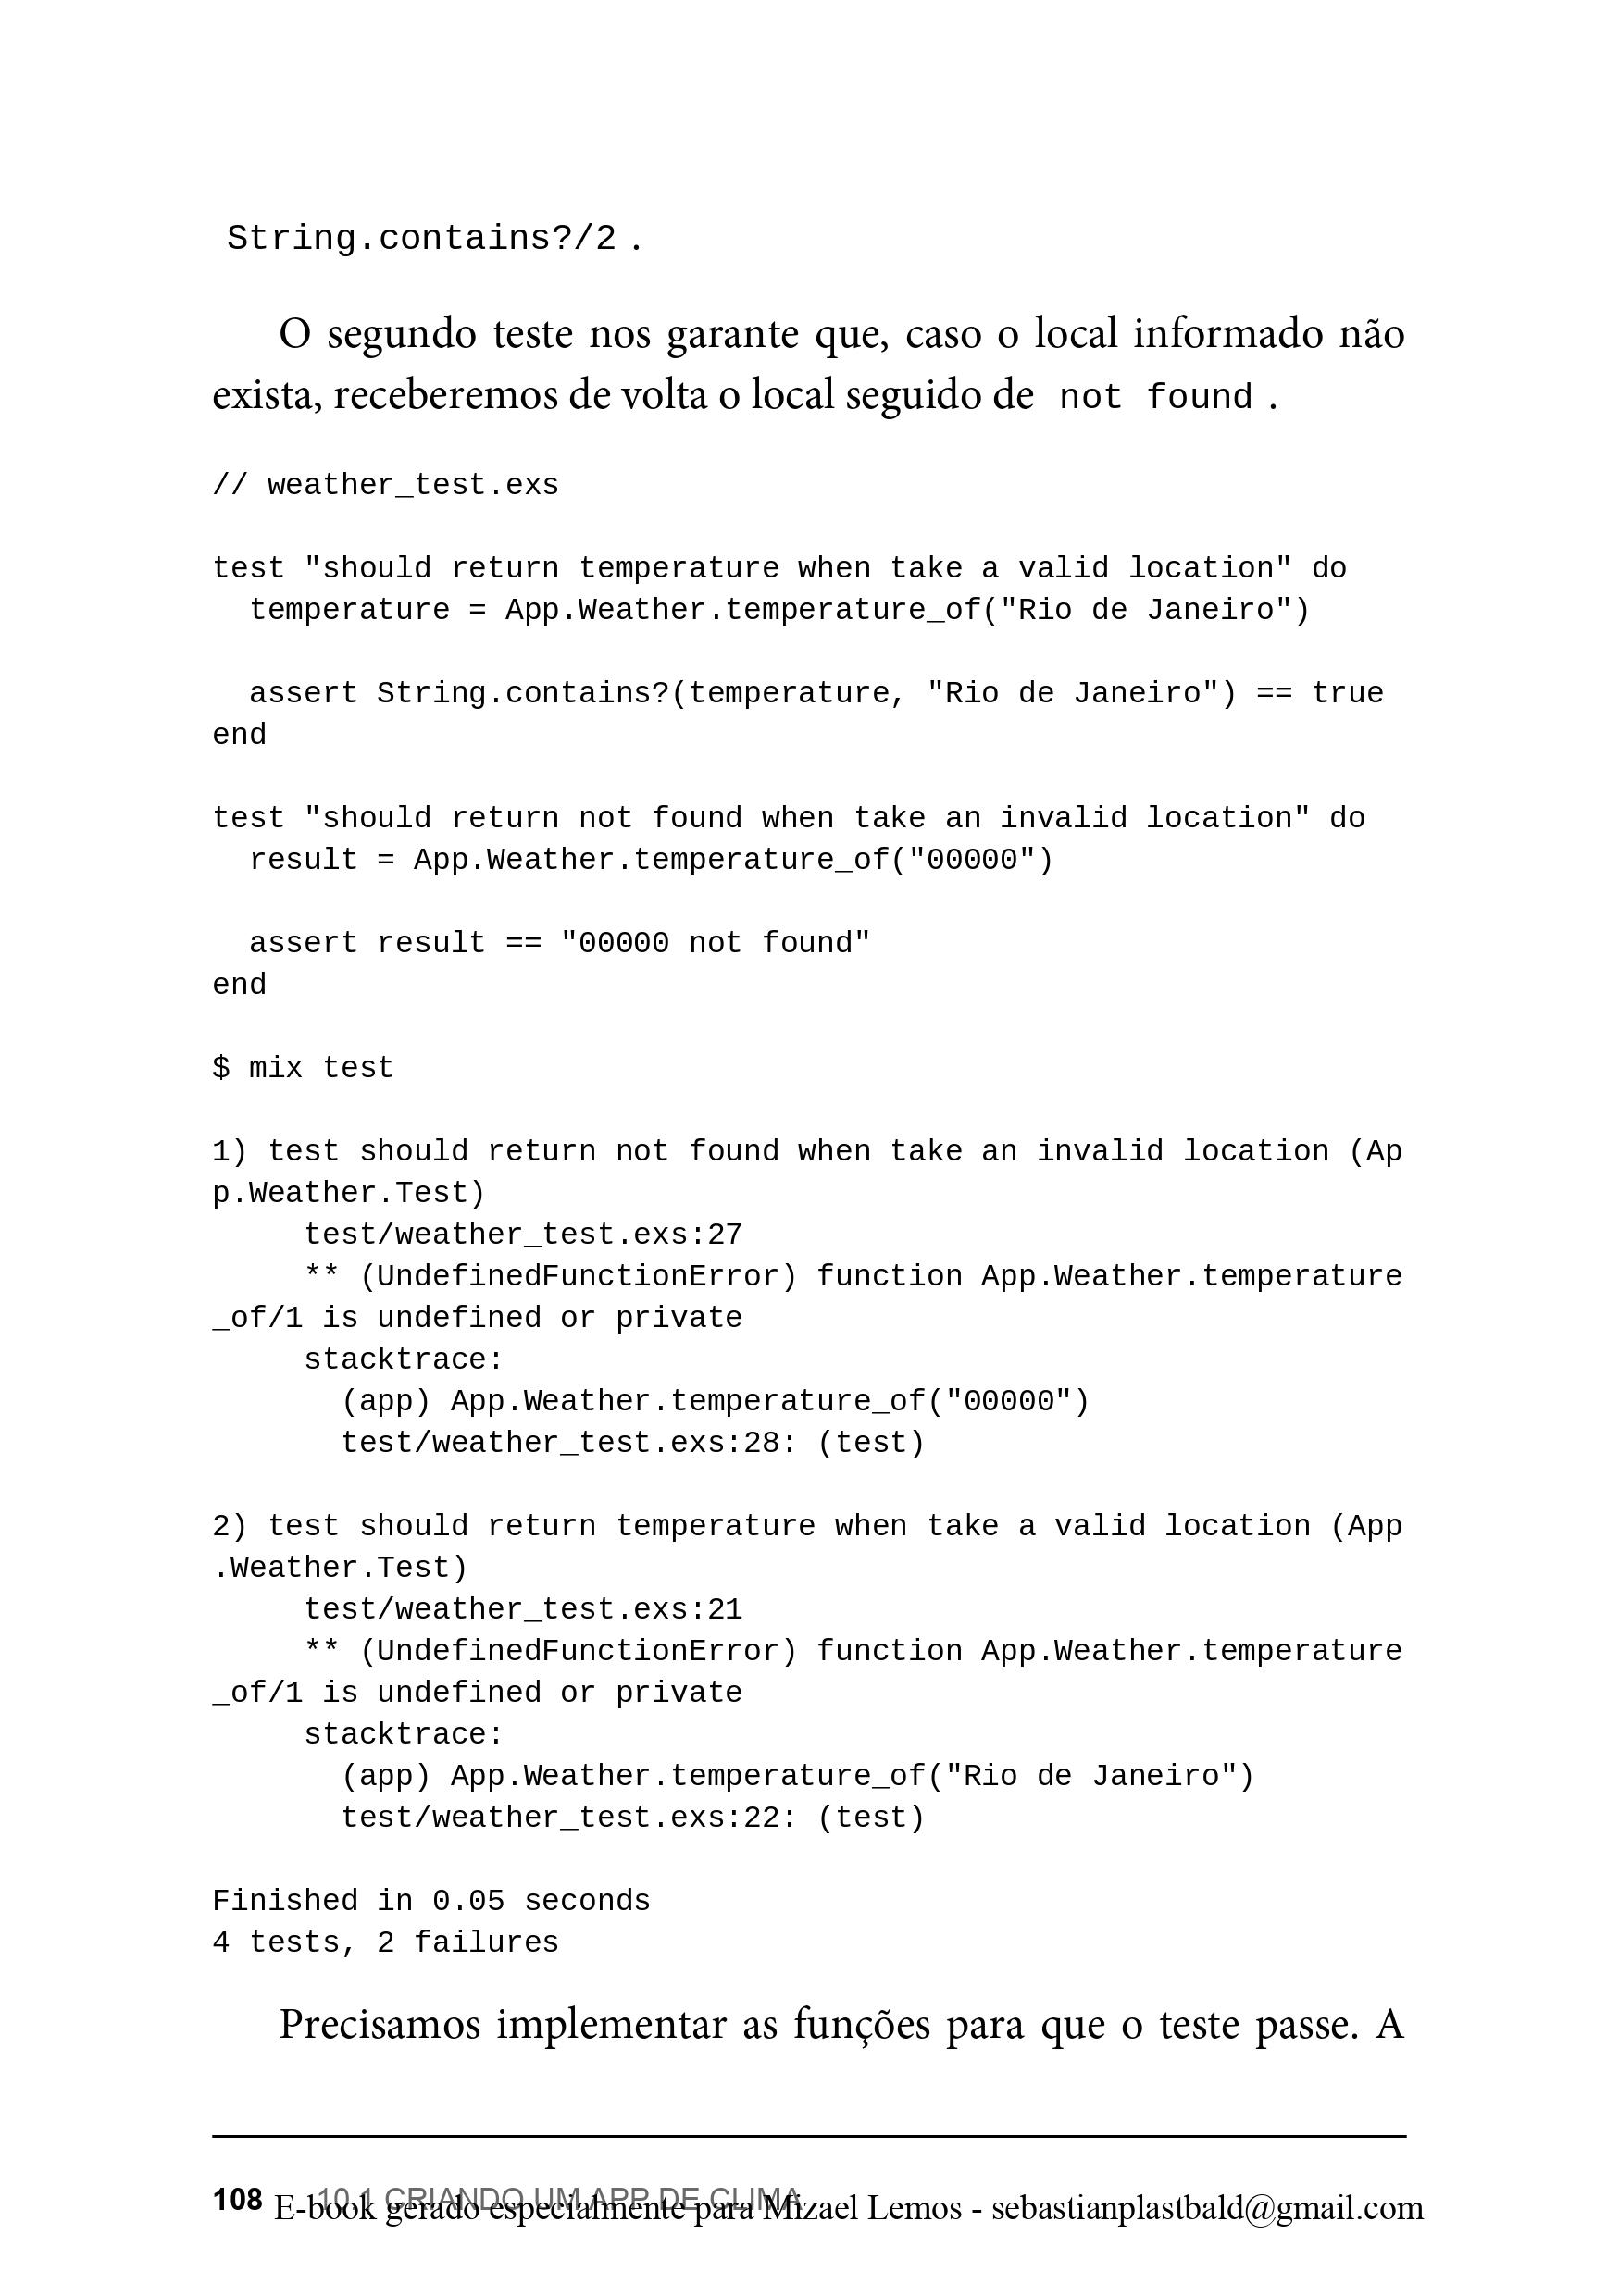 String.contains?/2 .
O segundo teste nos garante que, caso o local informado não
exista, receberemos de volta o local seguido de not found .
// weather_test.exs
test "should return temperature when take a valid location" do
  temperature = App.Weather.temperature_of("Rio de Janeiro")
  assert String.contains?(temperature, "Rio de Janeiro") == true
end
test "should return not found when take an invalid location" do
  result = App.Weather.temperature_of("00000")
  assert result == "00000 not found"
end
$ mix test
1) test should return not found when take an invalid location (Ap
p.Weather.Test)
     test/weather_test.exs:27
     ** (UndefinedFunctionError) function App.Weather.temperature
_of/1 is undefined or private
     stacktrace:
       (app) App.Weather.temperature_of("00000")
       test/weather_test.exs:28: (test)
2) test should return temperature when take a valid location (App
.Weather.Test)
     test/weather_test.exs:21
     ** (UndefinedFunctionError) function App.Weather.temperature
_of/1 is undefined or private
     stacktrace:
       (app) App.Weather.temperature_of("Rio de Janeiro")
       test/weather_test.exs:22: (test)
Finished in 0.05 seconds
4 tests, 2 failures
Precisamos implementar as funções para que o teste passe. A
108 10.1 CRIANDO UM APP DE CLIMA
E-book gerado especialmente para Mizael Lemos - sebastianplastbald@gmail.com